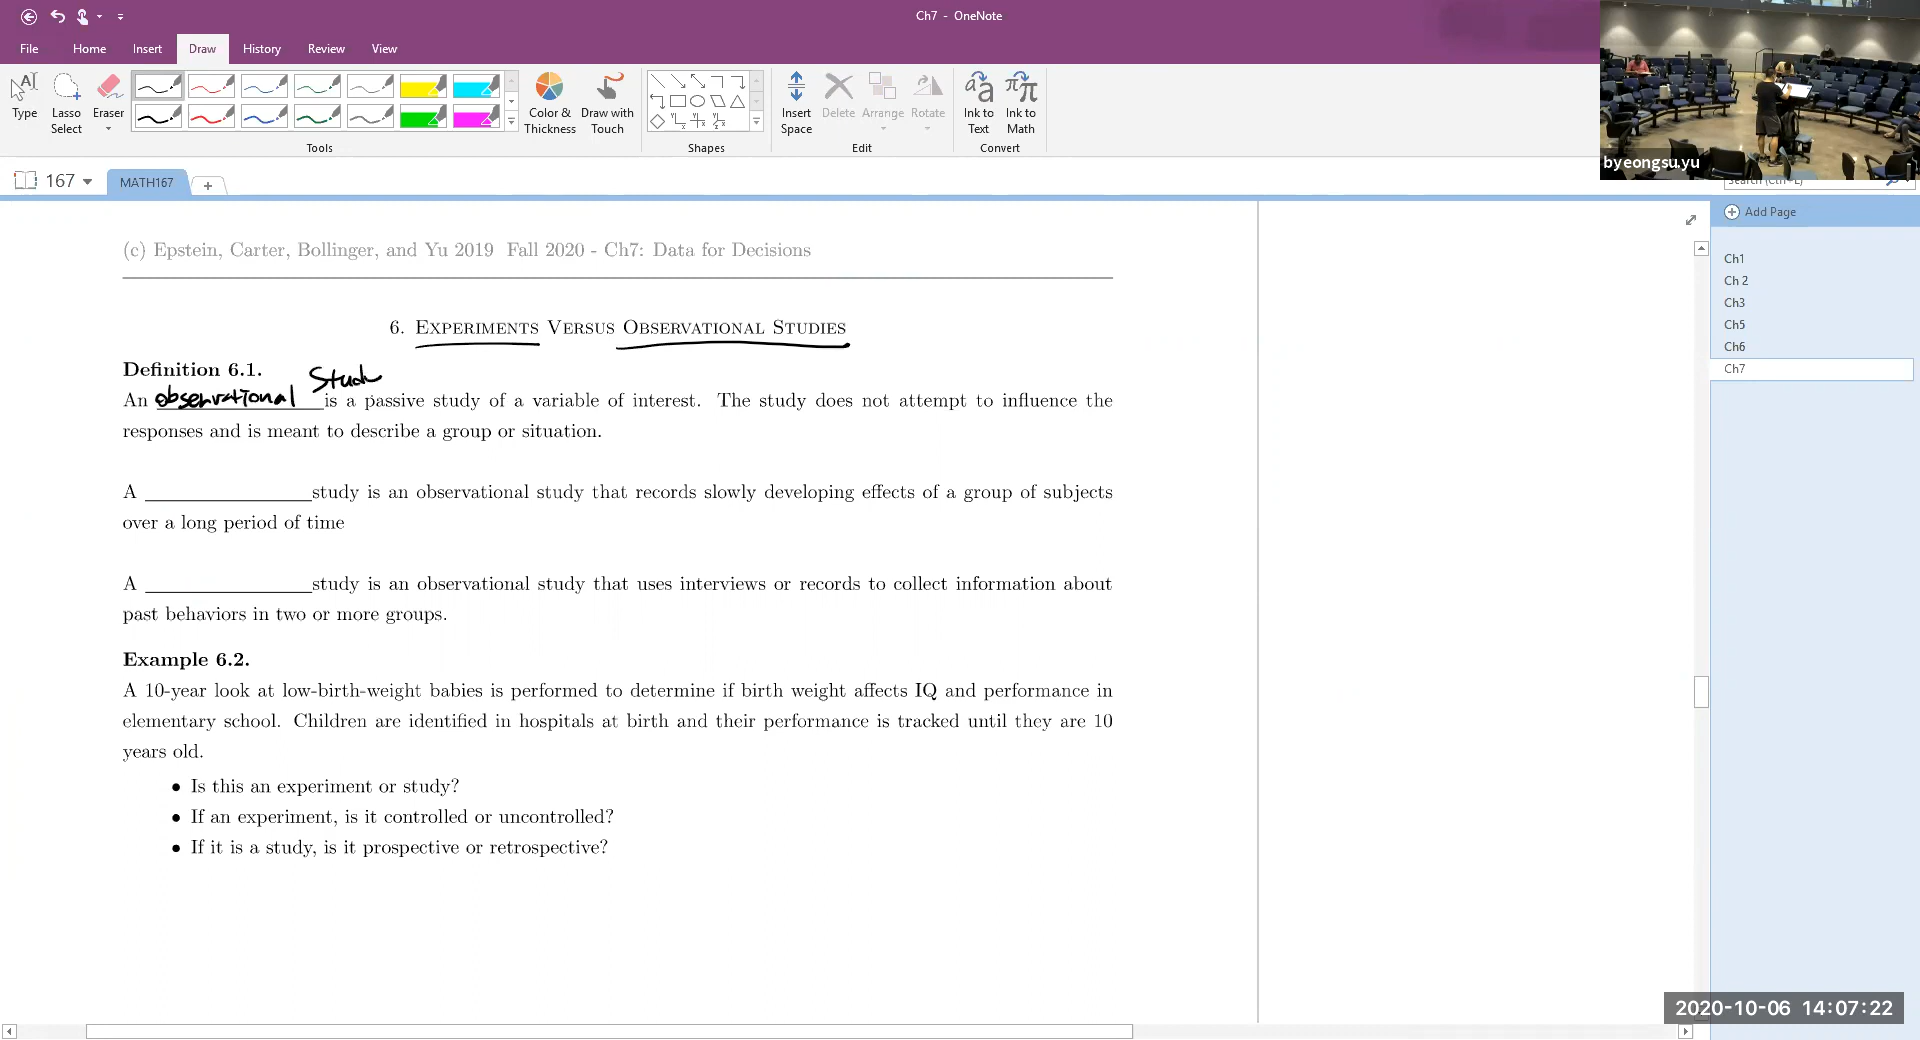 Ch7 - OneNote
File Home Insert Draw History Review View
Type Lasso Select Eraser Color & Thickness Draw with Touch Insert Space Delete Arrange Rotate Ink to Text Ink to Math
Tools Shapes Edit Convert
byeongsu.yu
167 MATH167
Search (Ctrl+E)
Add Page
Ch1
Ch 2
Ch3
Ch5
Ch6
Ch7
(c) Epstein, Carter, Bollinger, and Yu 2019 Fall 2020 - Ch7: Data for Decisions
6. Experiments Versus Observational Studies
Definition 6.1.
An observational study is a passive study of a variable of interest. The study does not attempt to influence the
responses and is meant to describe a group or situation.
A ________________study is an observational study that records slowly developing effects of a group of subjects
over a long period of time
A ________________study is an observational study that uses interviews or records to collect information about
past behaviors in two or more groups.
Example 6.2.
A 10-year look at low-birth-weight babies is performed to determine if birth weight affects IQ and performance in
elementary school. Children are identified in hospitals at birth and their performance is tracked until they are 10
years old.
• Is this an experiment or study?
• If an experiment, is it controlled or uncontrolled?
• If it is a study, is it prospective or retrospective?
2020-10-06 14:07:22